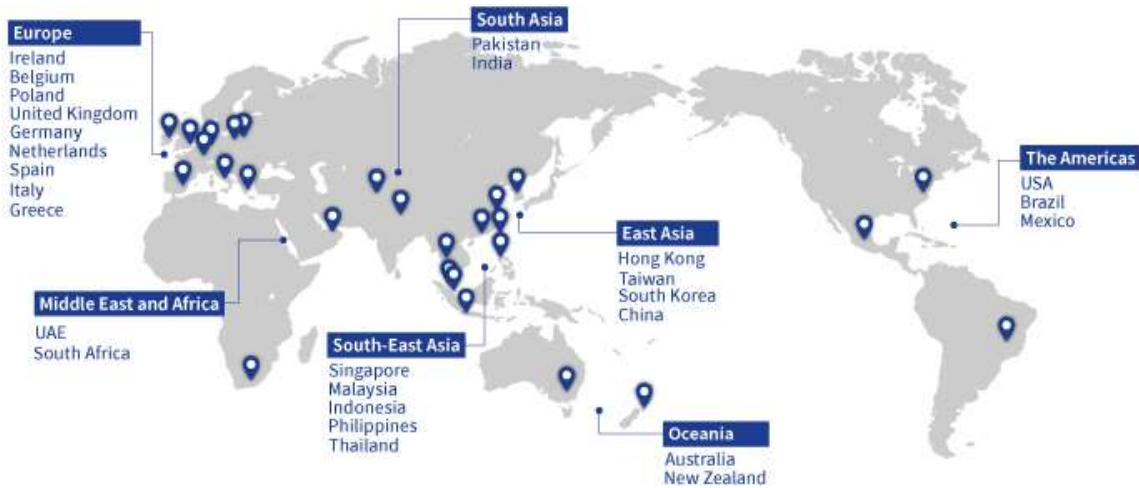 Europe
Ireland
Belgium
Poland
United Kingdom
Germany
Netherlands
Spain
Italy
Greece
South Asia
Pakistan
India
The Americas
USA
Brazil
Mexico
East Asia
Hong Kong
Taiwan
South Korea
China
Middle East and Africa
UAE
South Africa
South-East Asia
Singapore
Malaysia
Indonesia
Philippines
Thailand
Oceania
Australia
New Zealand